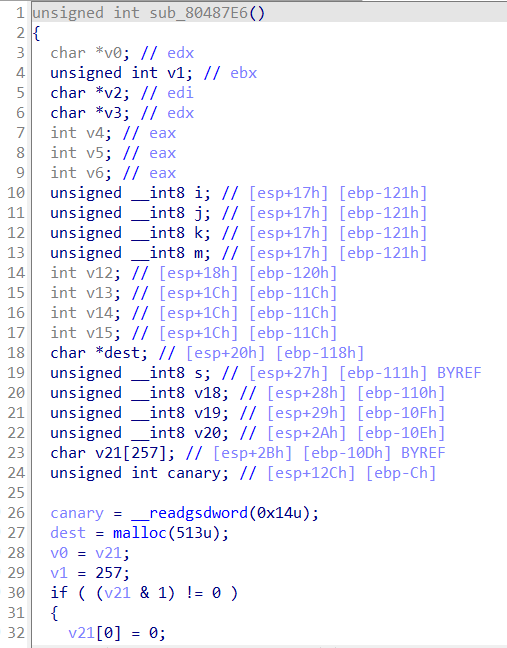 1 unsigned int sub_80487E6()
2 {
3 char *v0; // edx
4 unsigned int v1; // ebx
5 char *v2; // edi
6 char *v3; // edx
7 int v4; // eax
8 int v5; // eax
9 int v6; // eax
10 unsigned __int8 i; // [esp+17h] [ebp-121h]
11 unsigned __int8 j; // [esp+17h] [ebp-121h]
12 unsigned __int8 k; // [esp+17h] [ebp-121h]
13 unsigned __int8 m; // [esp+17h] [ebp-121h]
14 int v12; // [esp+18h] [ebp-120h]
15 int v13; // [esp+1Ch] [ebp-11Ch]
16 int v14; // [esp+1Ch] [ebp-11Ch]
17 int v15; // [esp+1Ch] [ebp-11Ch]
18 char *dest; // [esp+20h] [ebp-118h]
19 unsigned __int8 s; // [esp+27h] [ebp-111h] BYREF
20 unsigned __int8 v18; // [esp+28h] [ebp-110h]
21 unsigned __int8 v19; // [esp+29h] [ebp-10Fh]
22 unsigned __int8 v20; // [esp+2Ah] [ebp-10Eh]
23 char v21[257]; // [esp+2Bh] [ebp-10Dh] BYREF
24 unsigned int canary; // [esp+12Ch] [ebp-Ch]
25
26 canary = __readgsdword(0x14u);
27 dest = malloc(513u);
28 v0 = v21;
29 v1 = 257;
30 if ( (v21 & 1) != 0 )
31 {
32 v21[0] = 0;